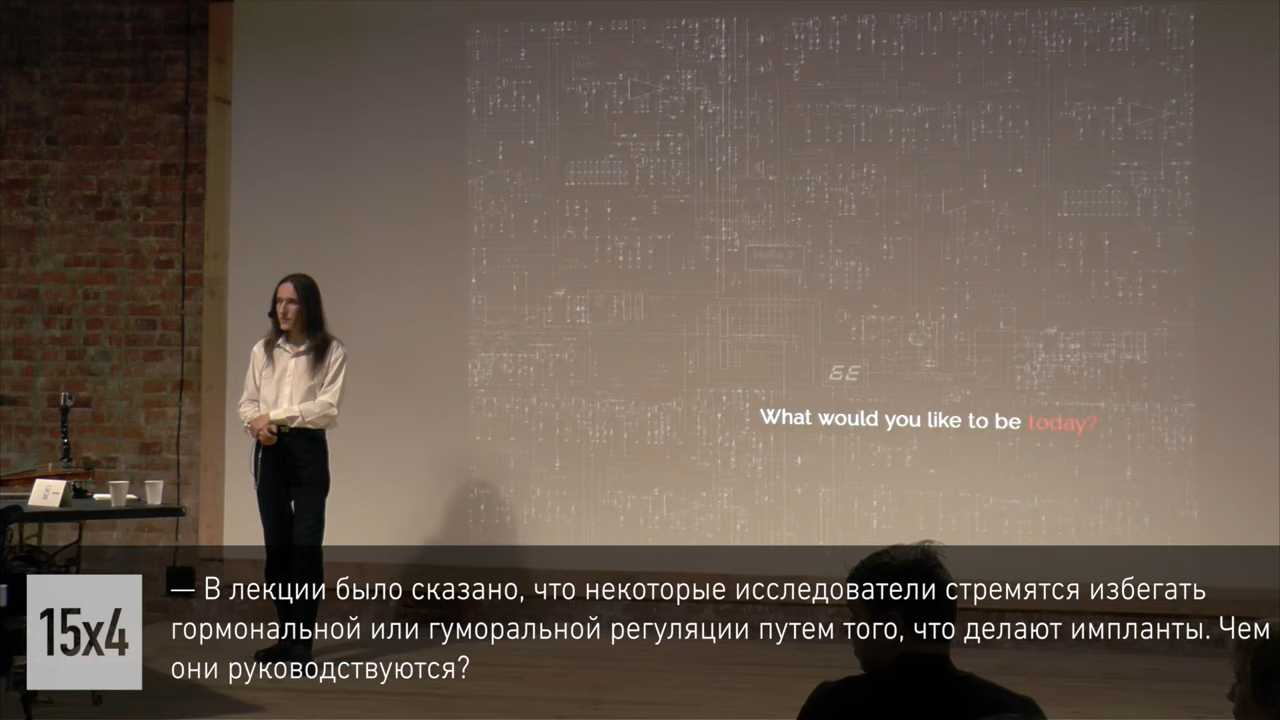 What would you like to be today?
— В лекции было сказано, что некоторые исследователи стремятся избегать
гормональной или гуморальной регуляции путем того, что делают импланты. Чем
они руководствуются?
15x4